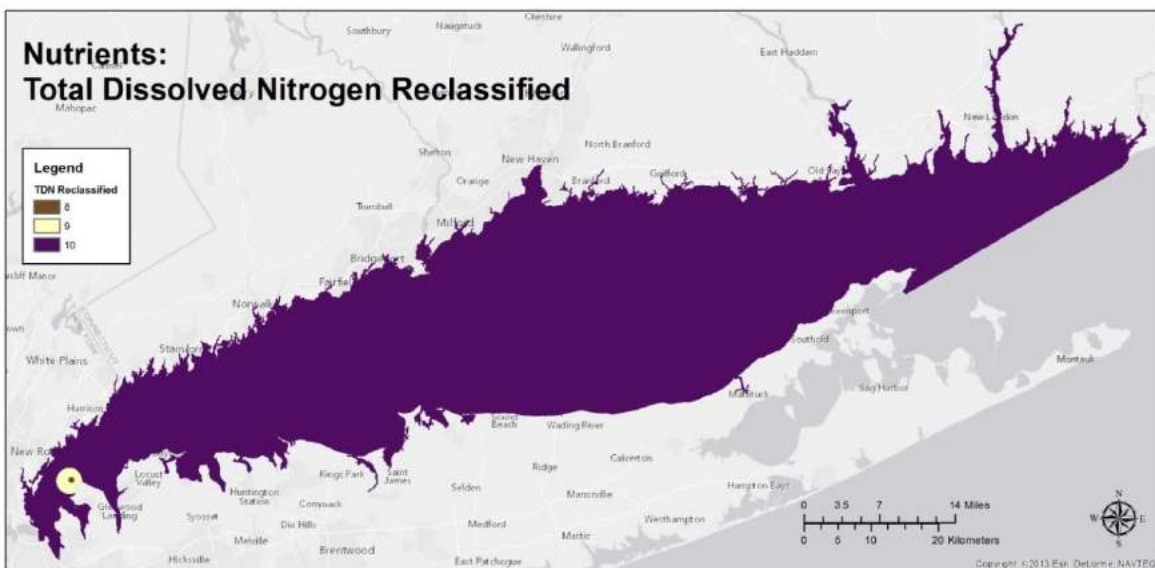 Nutrients:
Total Dissolved Nitrogen Reclassified
Legend
TDN Reclassified
8
9
10
Cheshire
Naugatuck
Southbury
Wallingford
East Haddam
Mahopac
New London
North Branford
Shelton
New Haven
Orange
Branford
Guilford
Trumbull
Milford
Bridgeport
Fairfield
Norwalk
Stamford
White Plains
Harrison
Southold
Montauk
Sag Harbor
Mattituck
Sound
Beach
Wading River
Calverton
Locust
Valley
Kings Park
Saint
James
Ridge
Huntington
Station
Selden
Manorville
Hampton Bays
Glenwood
Landing
Syosset
Commack
Dix Hills
Medford
Westhampton
Melville
Mastic
Hicksville
Brentwood
East Patchogue
0 3.5 7 14 Miles
0 5 10 20 Kilometers
N
W E
S
Copyright ©2013 Esri, DeLorme, NAVTEQ